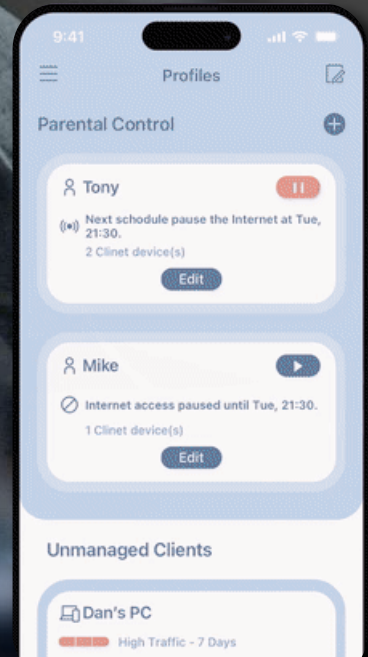 9:41
Profiles
Parental Control
Tony
Next schodule pause the Internet at Tue,
21:30.
2 Clinet device(s)
Edit
Mike
Internet access paused until Tue, 21:30.
1 Clinet device(s)
Edit
Unmanaged Clients
Dan's PC
High Traffic - 7 Days